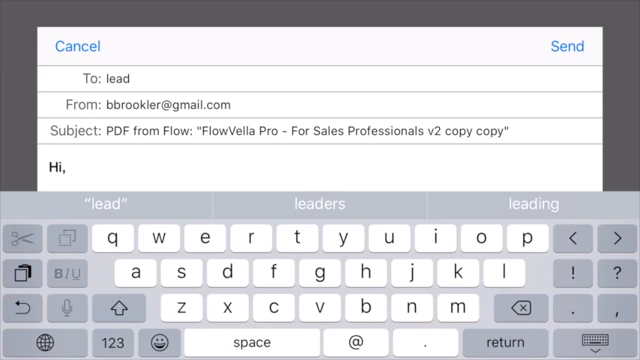 Cancel Send
To: lead
From: bbrookler@gmail.com
Subject: PDF from Flow: "FlowVella Pro - For Sales Professionals v2 copy copy"
Hi,
“lead” leaders leading
q w e r t y u i o p
B I U a s d f g h j k l ! ?
z x c v b n m . ,
123 space @ . return